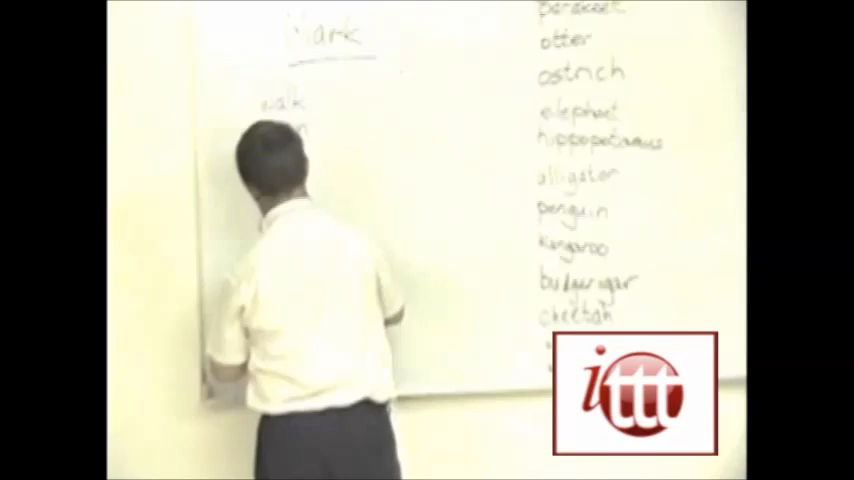 Mark
walk
parakeet
otter
ostrich
elephant
hippopotamus
alligator
penguin
kangaroo
budgerigar
cheetah
ittt